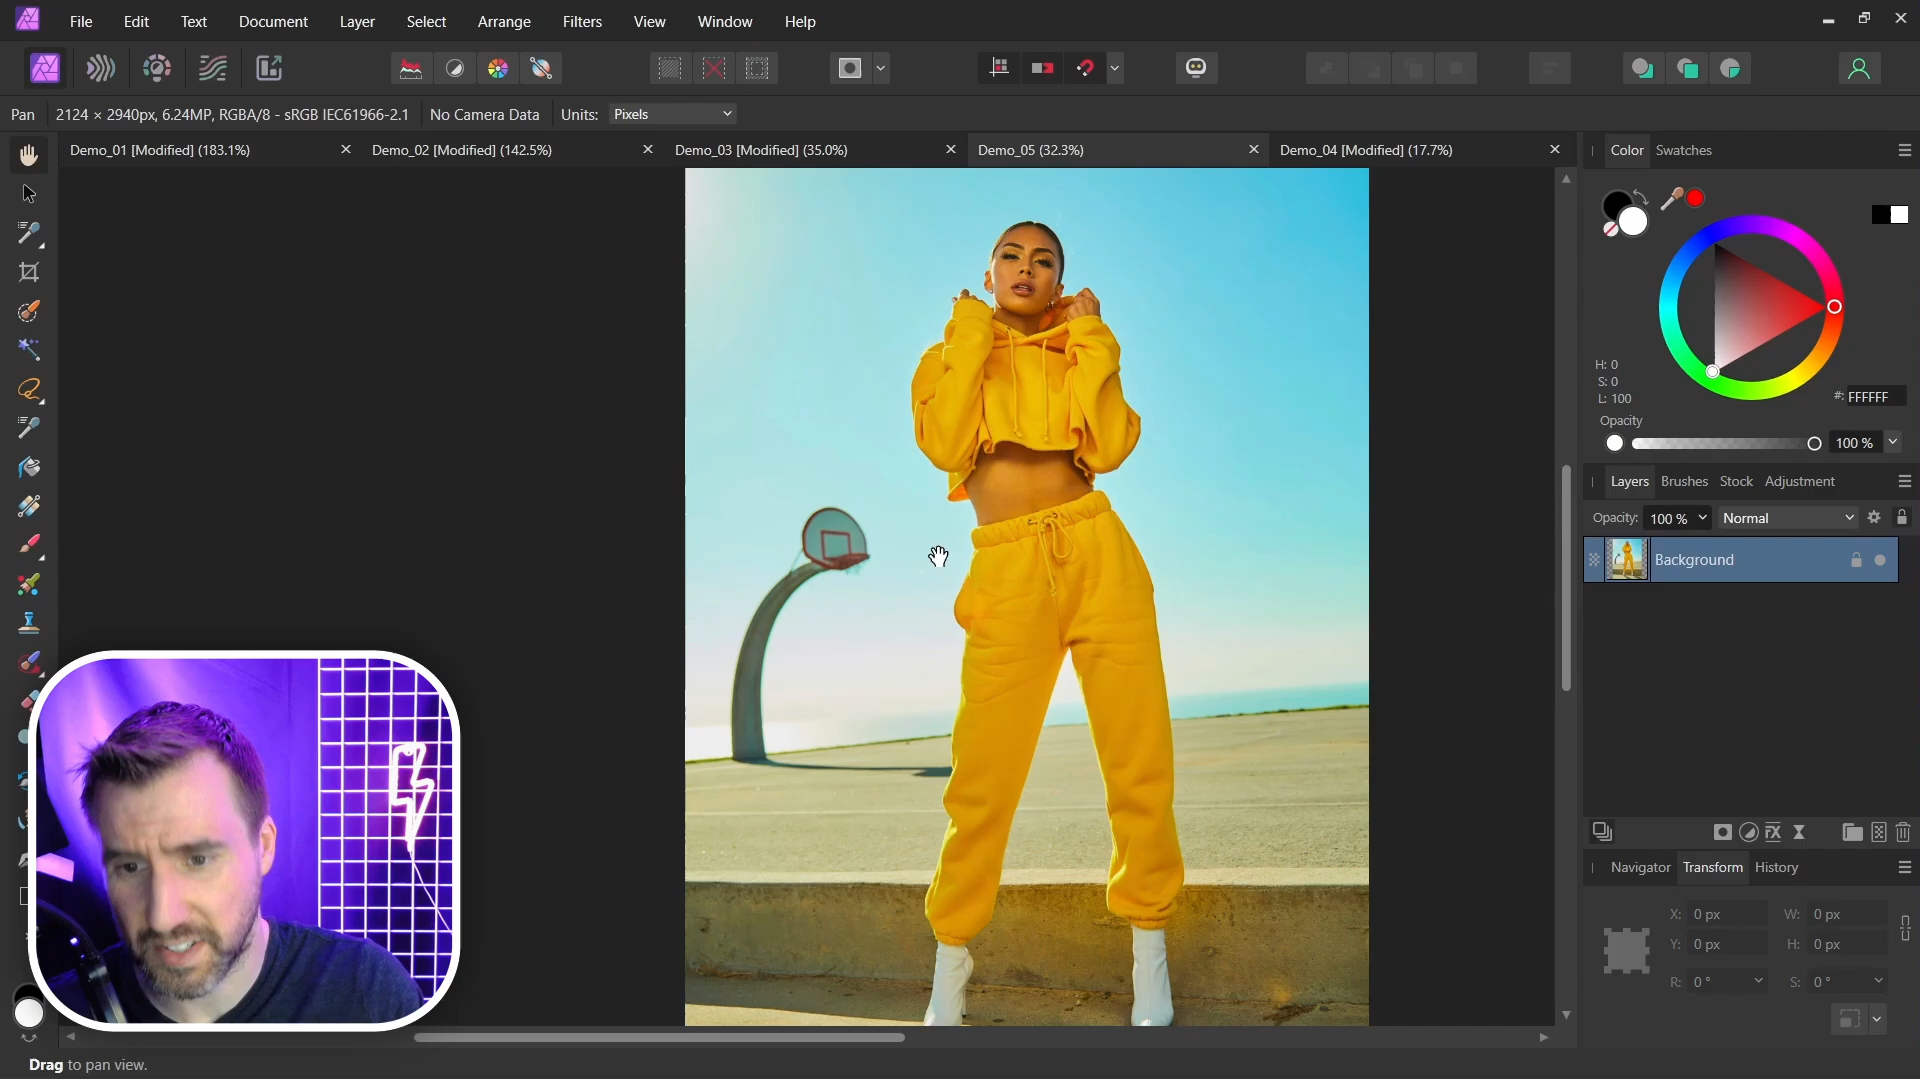 File Edit Text Document Layer Select Arrange Filters View Window Help
Pan 2124 × 2940px, 6.24MP, RGBA/8 - sRGB IEC61966-2.1 No Camera Data Units: Pixels
Demo_01 [Modified] (183.1%) Demo_02 [Modified] (142.5%) Demo_03 [Modified] (35.0%) Demo_05 (32.3%) Demo_04 [Modified] (17.7%)
Color Swatches
H: 0
S: 0
L: 100
#: FFFFFF
Opacity
100 %
Layers Brushes Stock Adjustment
Opacity: 100 % Normal
Background
Navigator Transform History
X: 0 px W: 0 px
Y: 0 px H: 0 px
R: 0 ° S: 0 °
Drag to pan view.